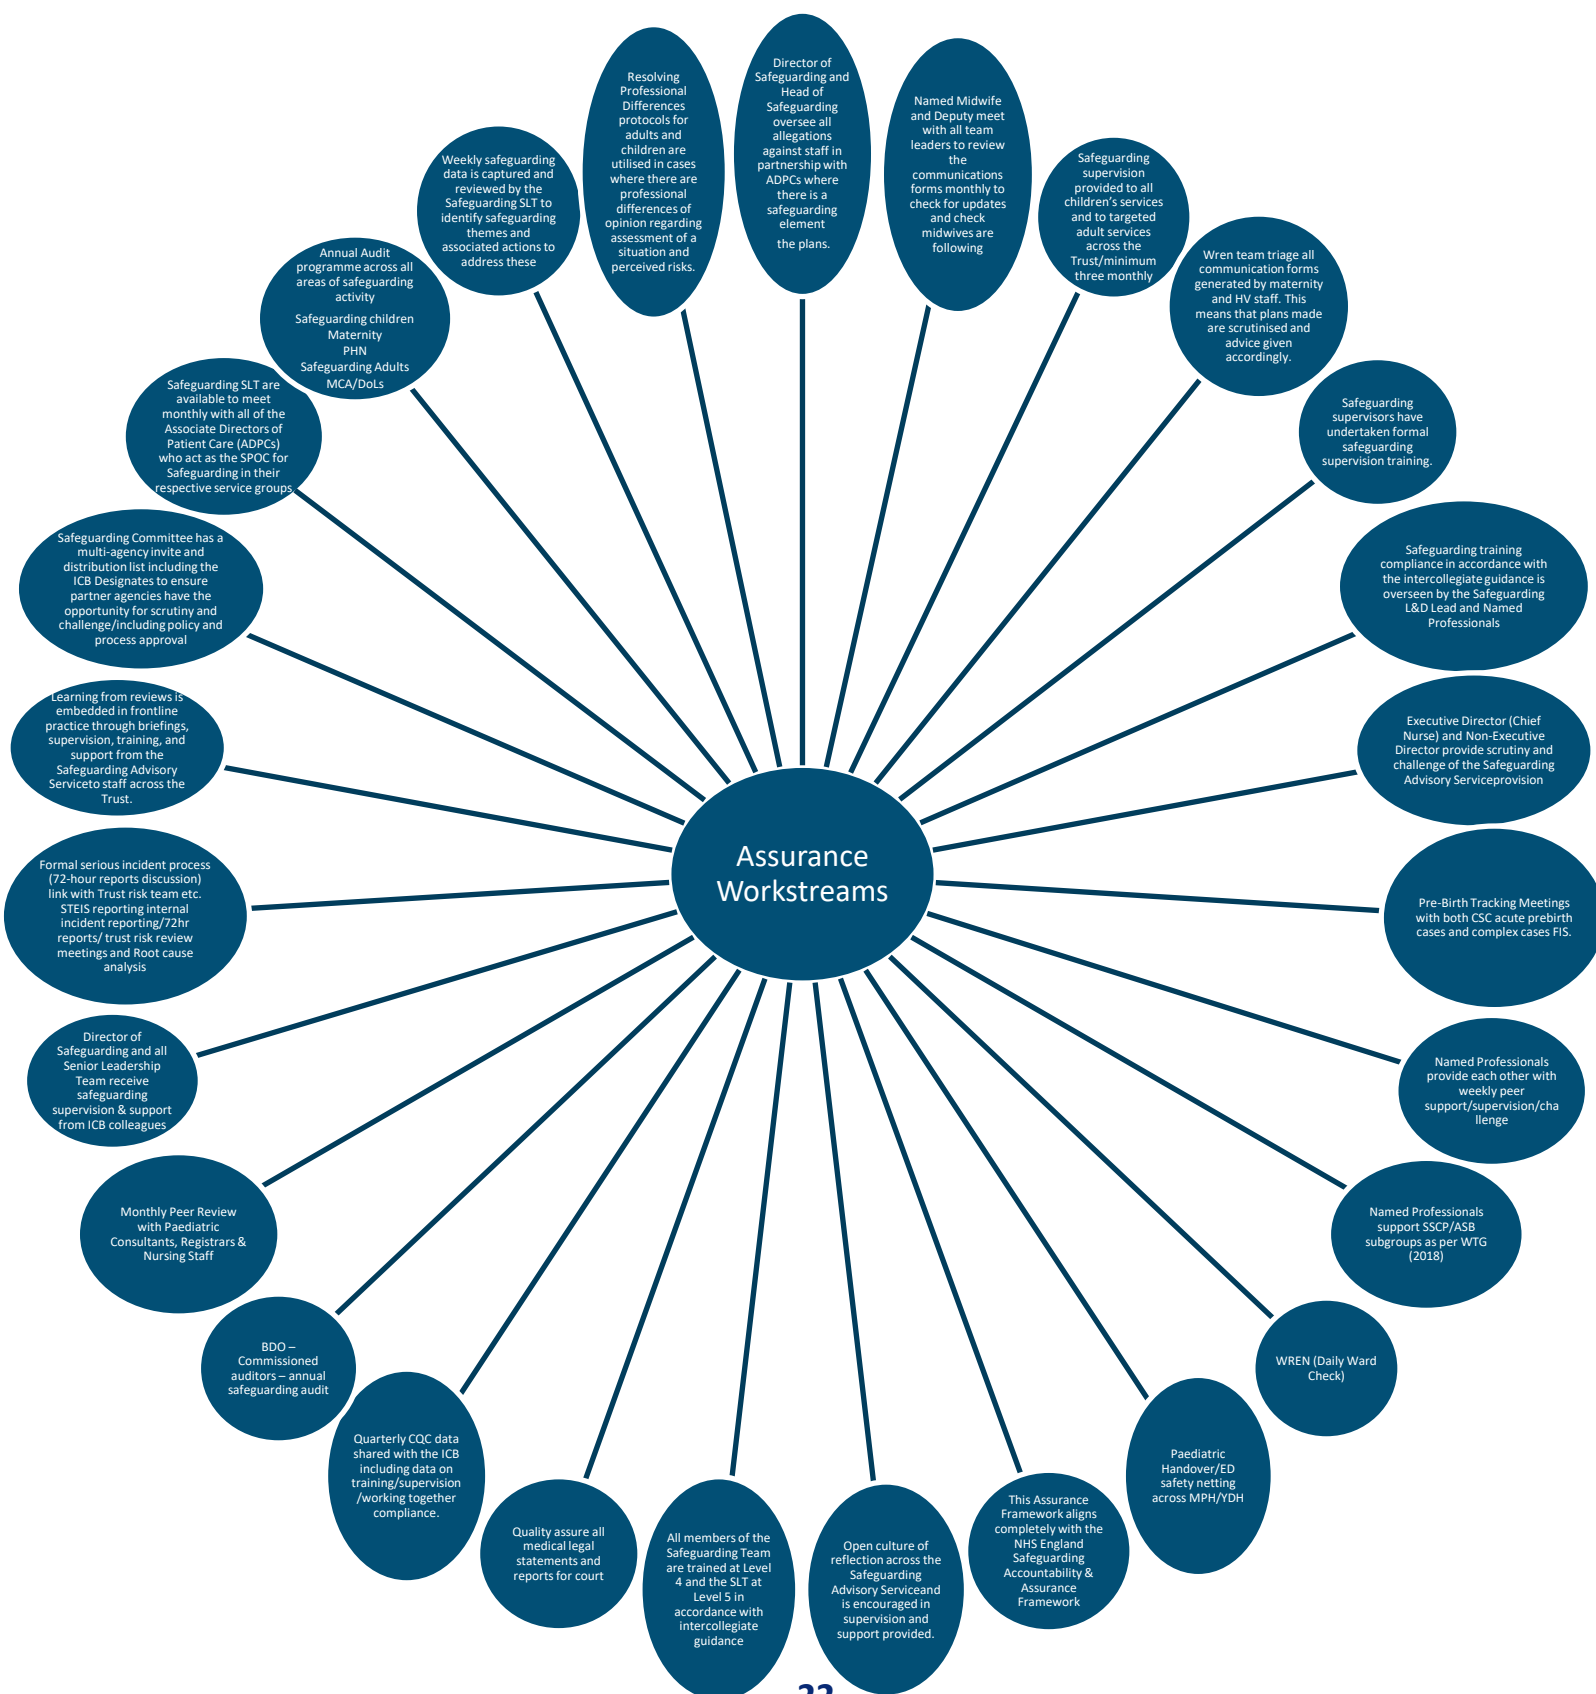 Director of
Safeguarding and
Head of
Safeguarding
oversee all
allegations
against staff in
partnership with
ADPCs where
there is a
safeguarding
element
the plans.
Named Midwife
and Deputy meet
with all team
leaders to review
the
communications
forms monthly to
check for updates
and check
midwives are
following
Safeguarding
supervision
provided to all
children's services
and to targeted
adult services
across the
Trust/minimum
three monthly
Wren team triage all
communication forms
generated by maternity
and HV staff. This
means that plans made
are scrutinised and
advice given
accordingly.
Safeguarding
supervisors have
undertaken formal
safeguarding
supervision training.
Safeguarding training
compliance in accordance with
the intercollegiate guidance is
overseen by the Safeguarding
L&D Lead and Named
Professionals
Executive Director (Chief
Nurse) and Non-Executive
Director provide scrutiny and
challenge of the Safeguarding
Advisory Serviceprovision
Pre-Birth Tracking Meetings
with both CSC acute prebirth
cases and complex cases FIS.
Named Professionals
provide each other with
weekly peer
support/supervision/cha
llenge
Named Professionals
support SSCP/ASB
subgroups as per WTG
(2018)
WREN (Daily Ward
Check)
Paediatric
Handover/ED
safety netting
across MPH/YDH
This Assurance
Framework aligns
completely with the
NHS England
Safeguarding
Accountability &
Assurance
Framework
Open culture of
reflection across the
Safeguarding
Advisory Serviceand
is encouraged in
supervision and
support provided.
All members of the
Safeguarding Team
are trained at Level
4 and the SLT at
Level 5 in
accordance with
intercollegiate
guidance
Quality assure all
medical legal
statements and
reports for court
Quarterly CQC data
shared with the ICB
including data on
training/supervision
/working together
compliance.
BDO –
Commissioned
auditors – annual
safeguarding audit
Monthly Peer Review
with Paediatric
Consultants, Registrars &
Nursing Staff
Director of
Safeguarding and all
Senior Leadership
Team receive
safeguarding
supervision & support
from ICB colleagues
Formal serious incident process
(72-hour reports discussion)
link with Trust risk team etc.
STEIS reporting internal
incident reporting/72hr
reports/ trust risk review
meetings and Root cause
analysis
Learning from reviews is
embedded in frontline
practice through briefings,
supervision, training, and
support from the
Safeguarding Advisory
Serviceto staff across the
Trust.
Safeguarding Committee has a
multi-agency invite and
distribution list including the
ICB Designates to ensure
partner agencies have the
opportunity for scrutiny and
challenge/including policy and
process approval
Safeguarding SLT are
available to meet
monthly with all of the
Associate Directors of
Patient Care (ADPCs)
who act as the SPOC for
Safeguarding in their
respective service groups
Annual Audit
programme across all
areas of safeguarding
activity
Safeguarding children
Maternity
PHN
Safeguarding Adults
MCA/DoLs
Weekly safeguarding
data is captured and
reviewed by the
Safeguarding SLT to
identify safeguarding
themes and
associated actions to
address these
Resolving
Professional
Differences
protocols for
adults and
children are
utilised in cases
where there are
professional
differences of
opinion regarding
assessment of a
situation and
perceived risks.
Assurance
Workstreams